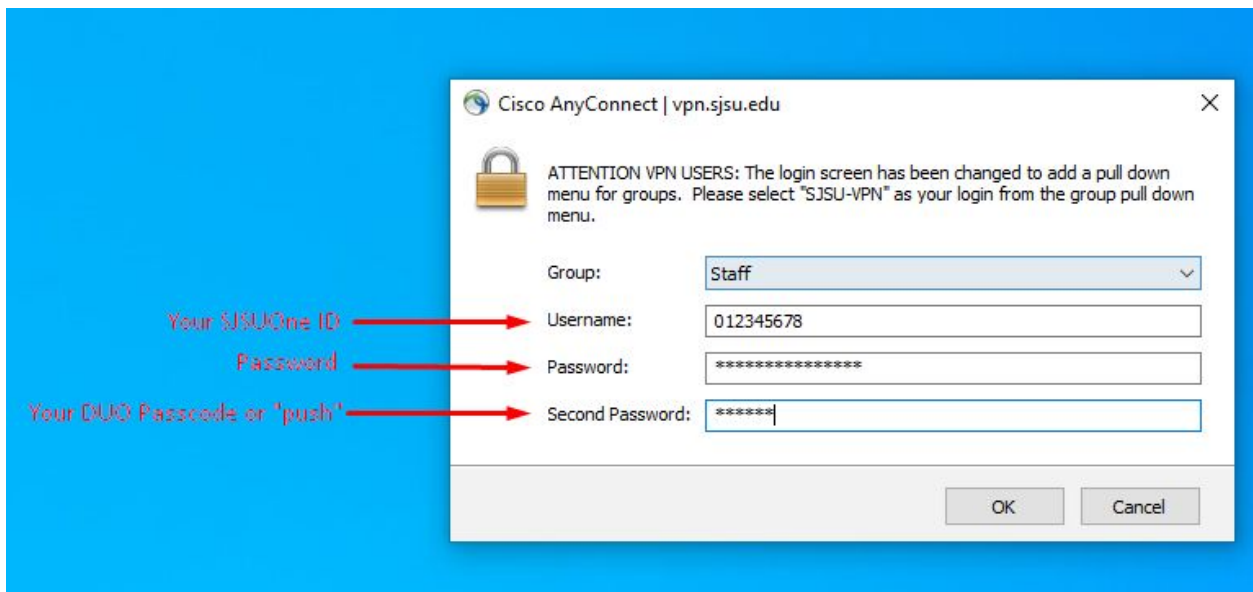 Cisco AnyConnect | vpn.sjsu.edu
ATTENTION VPN USERS: The login screen has been changed to add a pull down
menu for groups.  Please select "SJSU-VPN" as your login from the group pull down
menu.
Group: Staff
Your SJSUOne ID Username: 012345678
Password Password: ***************
Your DUO Passcode or "push" Second Password: ******
OK Cancel